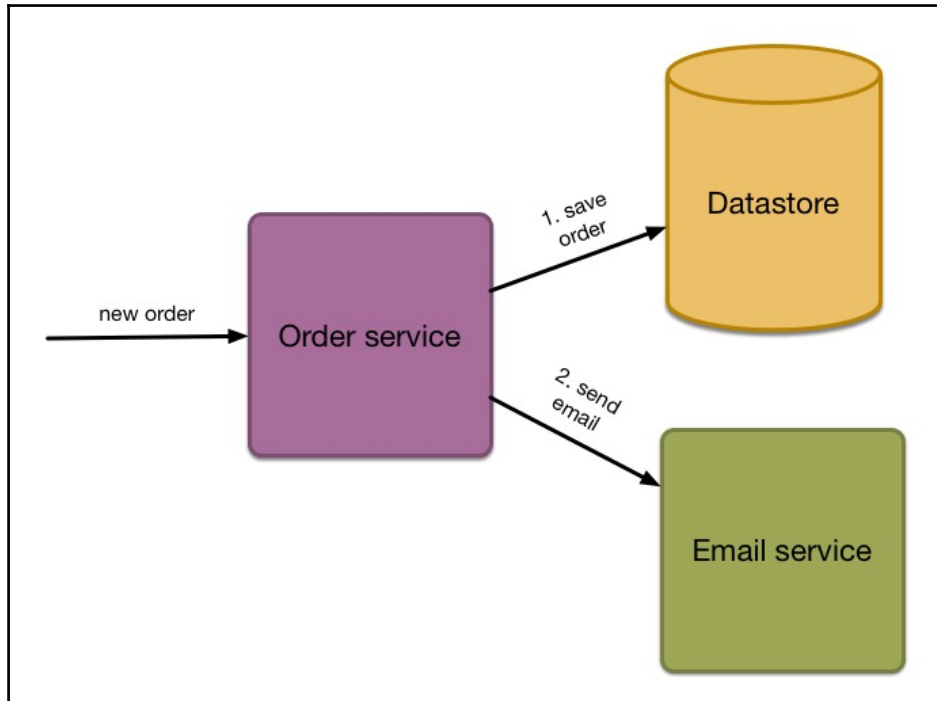 Datastore
1. save
order
new order
Order service
2. send
email
Email service